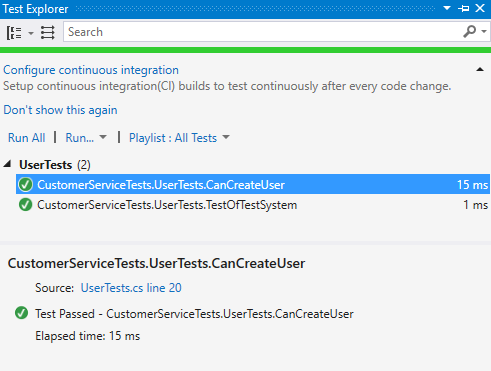 Test Explorer
Search
Configure continuous integration
Setup continuous integration(CI) builds to test continuously after every code change.
Don't show this again
Run All | Run... | Playlist : All Tests
UserTests (2)
CustomerServiceTests.UserTests.CanCreateUser 15 ms
CustomerServiceTests.UserTests.TestOfTestSystem 1 ms
CustomerServiceTests.UserTests.CanCreateUser
Source: UserTests.cs line 20
Test Passed - CustomerServiceTests.UserTests.CanCreateUser
Elapsed time: 15 ms